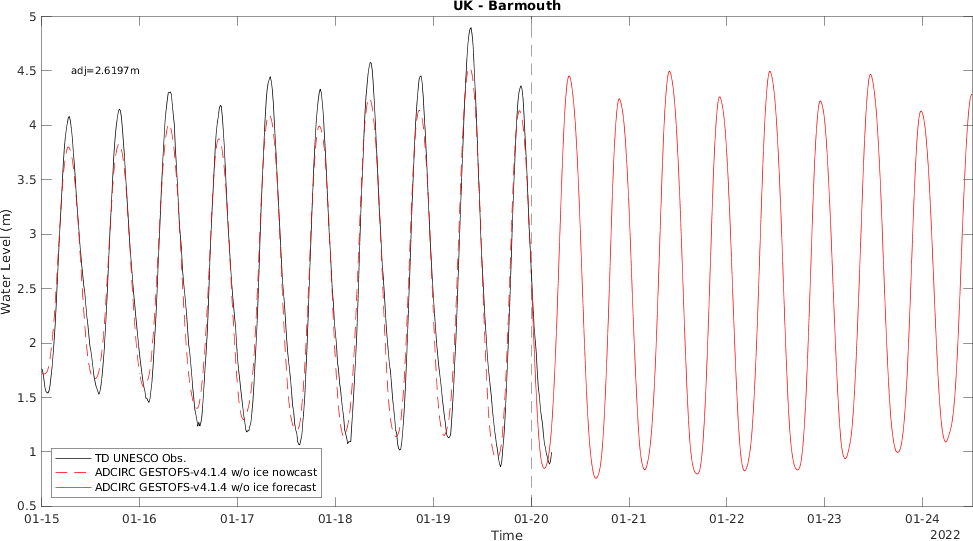 UK - Barmouth
adj=2.6197m
Water Level (m)
5
4.5
4
3.5
3
2.5
2
1.5
1
0.5
TD UNESCO Obs.
ADCIRC GESTOFS-v4.1.4 w/o ice nowcast
ADCIRC GESTOFS-v4.1.4 w/o ice forecast
01-15 01-16 01-17 01-18 01-19 01-20 01-21 01-22 01-23 01-24
Time
2022